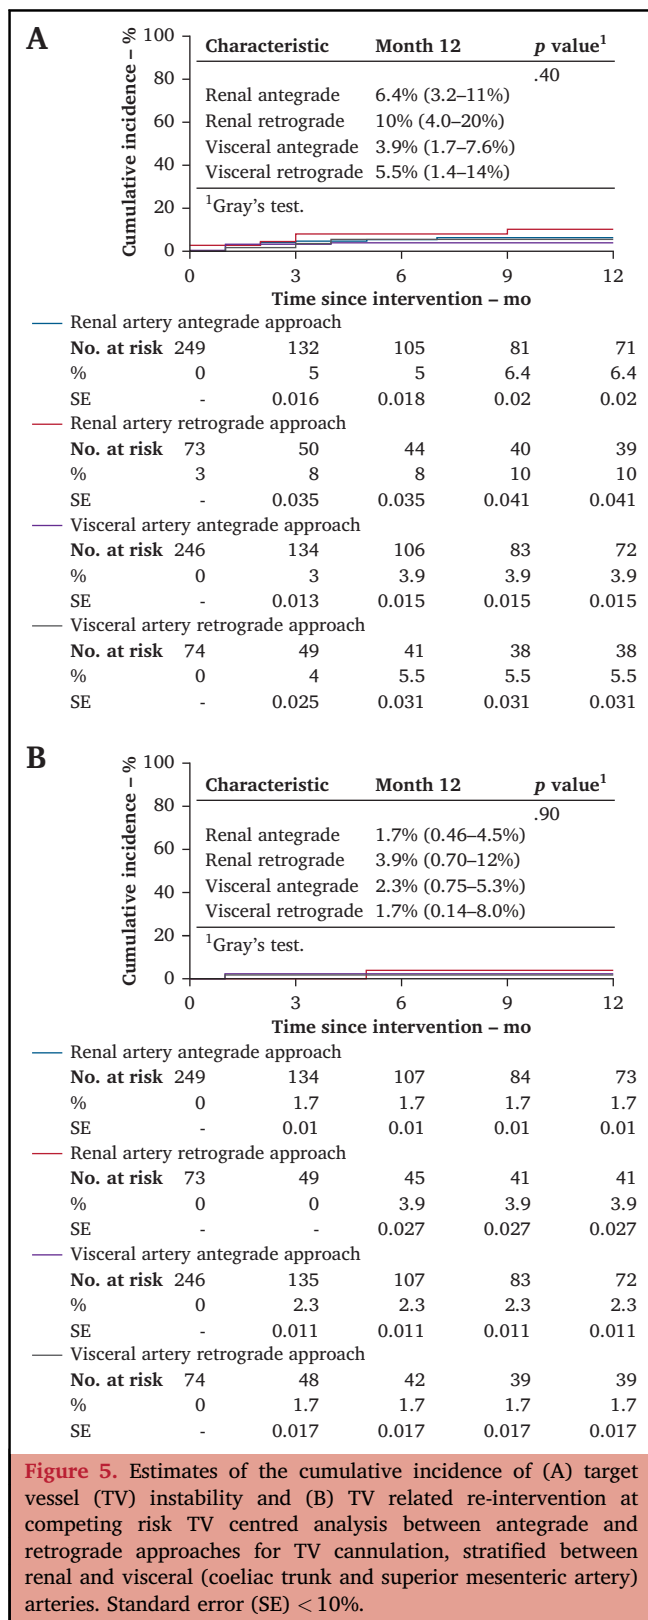 A
Cumulative incidence – %
100
80
60
40
20
0
Characteristic Month 12 p value¹
.40
Renal antegrade 6.4% (3.2–11%)
Renal retrograde 10% (4.0–20%)
Visceral antegrade 3.9% (1.7–7.6%)
Visceral retrograde 5.5% (1.4–14%)
¹Gray's test.
0 3 6 9 12
Time since intervention – mo
Renal artery antegrade approach
No. at risk 249 132 105 81 71
% 0 5 5 6.4 6.4
SE - 0.016 0.018 0.02 0.02
Renal artery retrograde approach
No. at risk 73 50 44 40 39
% 3 8 8 10 10
SE - 0.035 0.035 0.041 0.041
Visceral artery antegrade approach
No. at risk 246 134 106 83 72
% 0 3 3.9 3.9 3.9
SE - 0.013 0.015 0.015 0.015
Visceral artery retrograde approach
No. at risk 74 49 41 38 38
% 0 4 5.5 5.5 5.5
SE - 0.025 0.031 0.031 0.031
B
Cumulative incidence – %
100
80
60
40
20
0
Characteristic Month 12 p value¹
.90
Renal antegrade 1.7% (0.46–4.5%)
Renal retrograde 3.9% (0.70–12%)
Visceral antegrade 2.3% (0.75–5.3%)
Visceral retrograde 1.7% (0.14–8.0%)
¹Gray's test.
0 3 6 9 12
Time since intervention – mo
Renal artery antegrade approach
No. at risk 249 134 107 84 73
% 0 1.7 1.7 1.7 1.7
SE - 0.01 0.01 0.01 0.01
Renal artery retrograde approach
No. at risk 73 49 45 41 41
% 0 0 3.9 3.9 3.9
SE - - 0.027 0.027 0.027
Visceral artery antegrade approach
No. at risk 246 135 107 83 72
% 0 2.3 2.3 2.3 2.3
SE - 0.011 0.011 0.011 0.011
Visceral artery retrograde approach
No. at risk 74 48 42 39 39
% 0 1.7 1.7 1.7 1.7
SE - 0.017 0.017 0.017 0.017
Figure 5. Estimates of the cumulative incidence of (A) target
vessel (TV) instability and (B) TV related re-intervention at
competing risk TV centred analysis between antegrade and
retrograde approaches for TV cannulation, stratified between
renal and visceral (coeliac trunk and superior mesenteric artery)
arteries. Standard error (SE) < 10%.